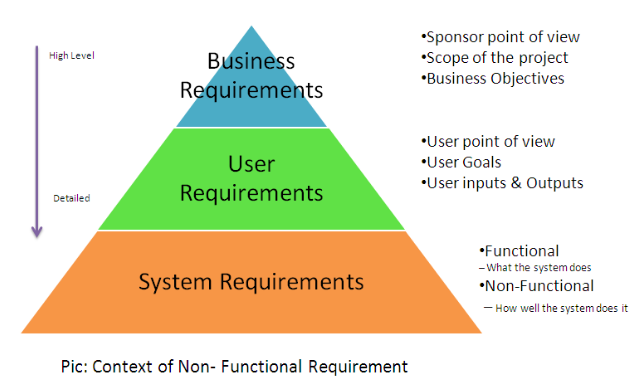 High Level
Detailed
Business
Requirements
•Sponsor point of view
•Scope of the project
•Business Objectives
User
Requirements
•User point of view
•User Goals
•User inputs & Outputs
System Requirements
•Functional
–What the system does
•Non-Functional
— How well the system does it
Pic: Context of Non- Functional Requirement